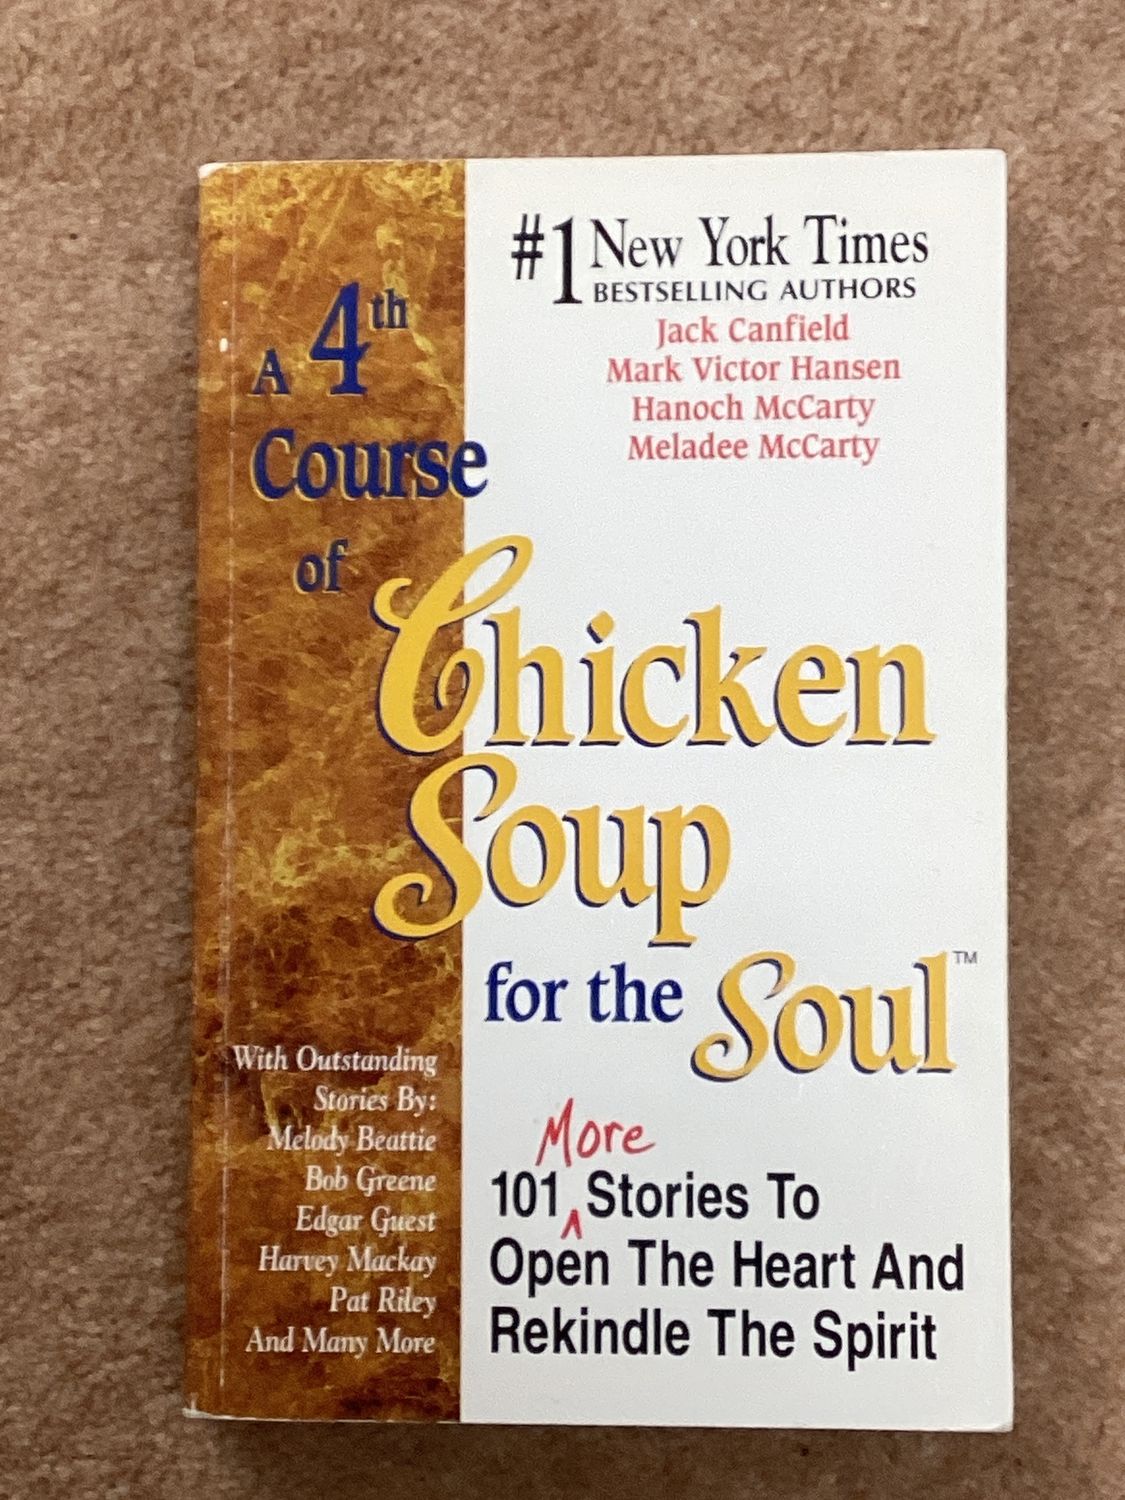 #1 New York Times
BESTSELLING AUTHORS
Jack Canfield
Mark Victor Hansen
Hanoch McCarty
Meladee McCarty
A 4th
Course
of
Chicken
Soup
for the Soul™
More
101 ^ Stories To
Open The Heart And
Rekindle The Spirit
With Outstanding
Stories By:
Melody Beattie
Bob Greene
Edgar Guest
Harvey Mackay
Pat Riley
And Many More